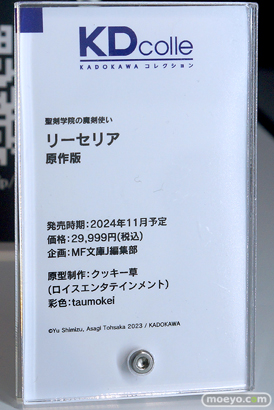 KDcolle
KADOKAWA コレクション
聖剣学院の魔剣使い
リーセリア
原作版
発売時期：2024年11月予定
価格：29,999円(税込)
企画：MF文庫J編集部
原型制作：クッキー草
(ロイスエンタテインメント)
彩色：taumokei
©Yu Shimizu, Asagi Tohsaka 2023 / KADOKAWA
moeyo.com